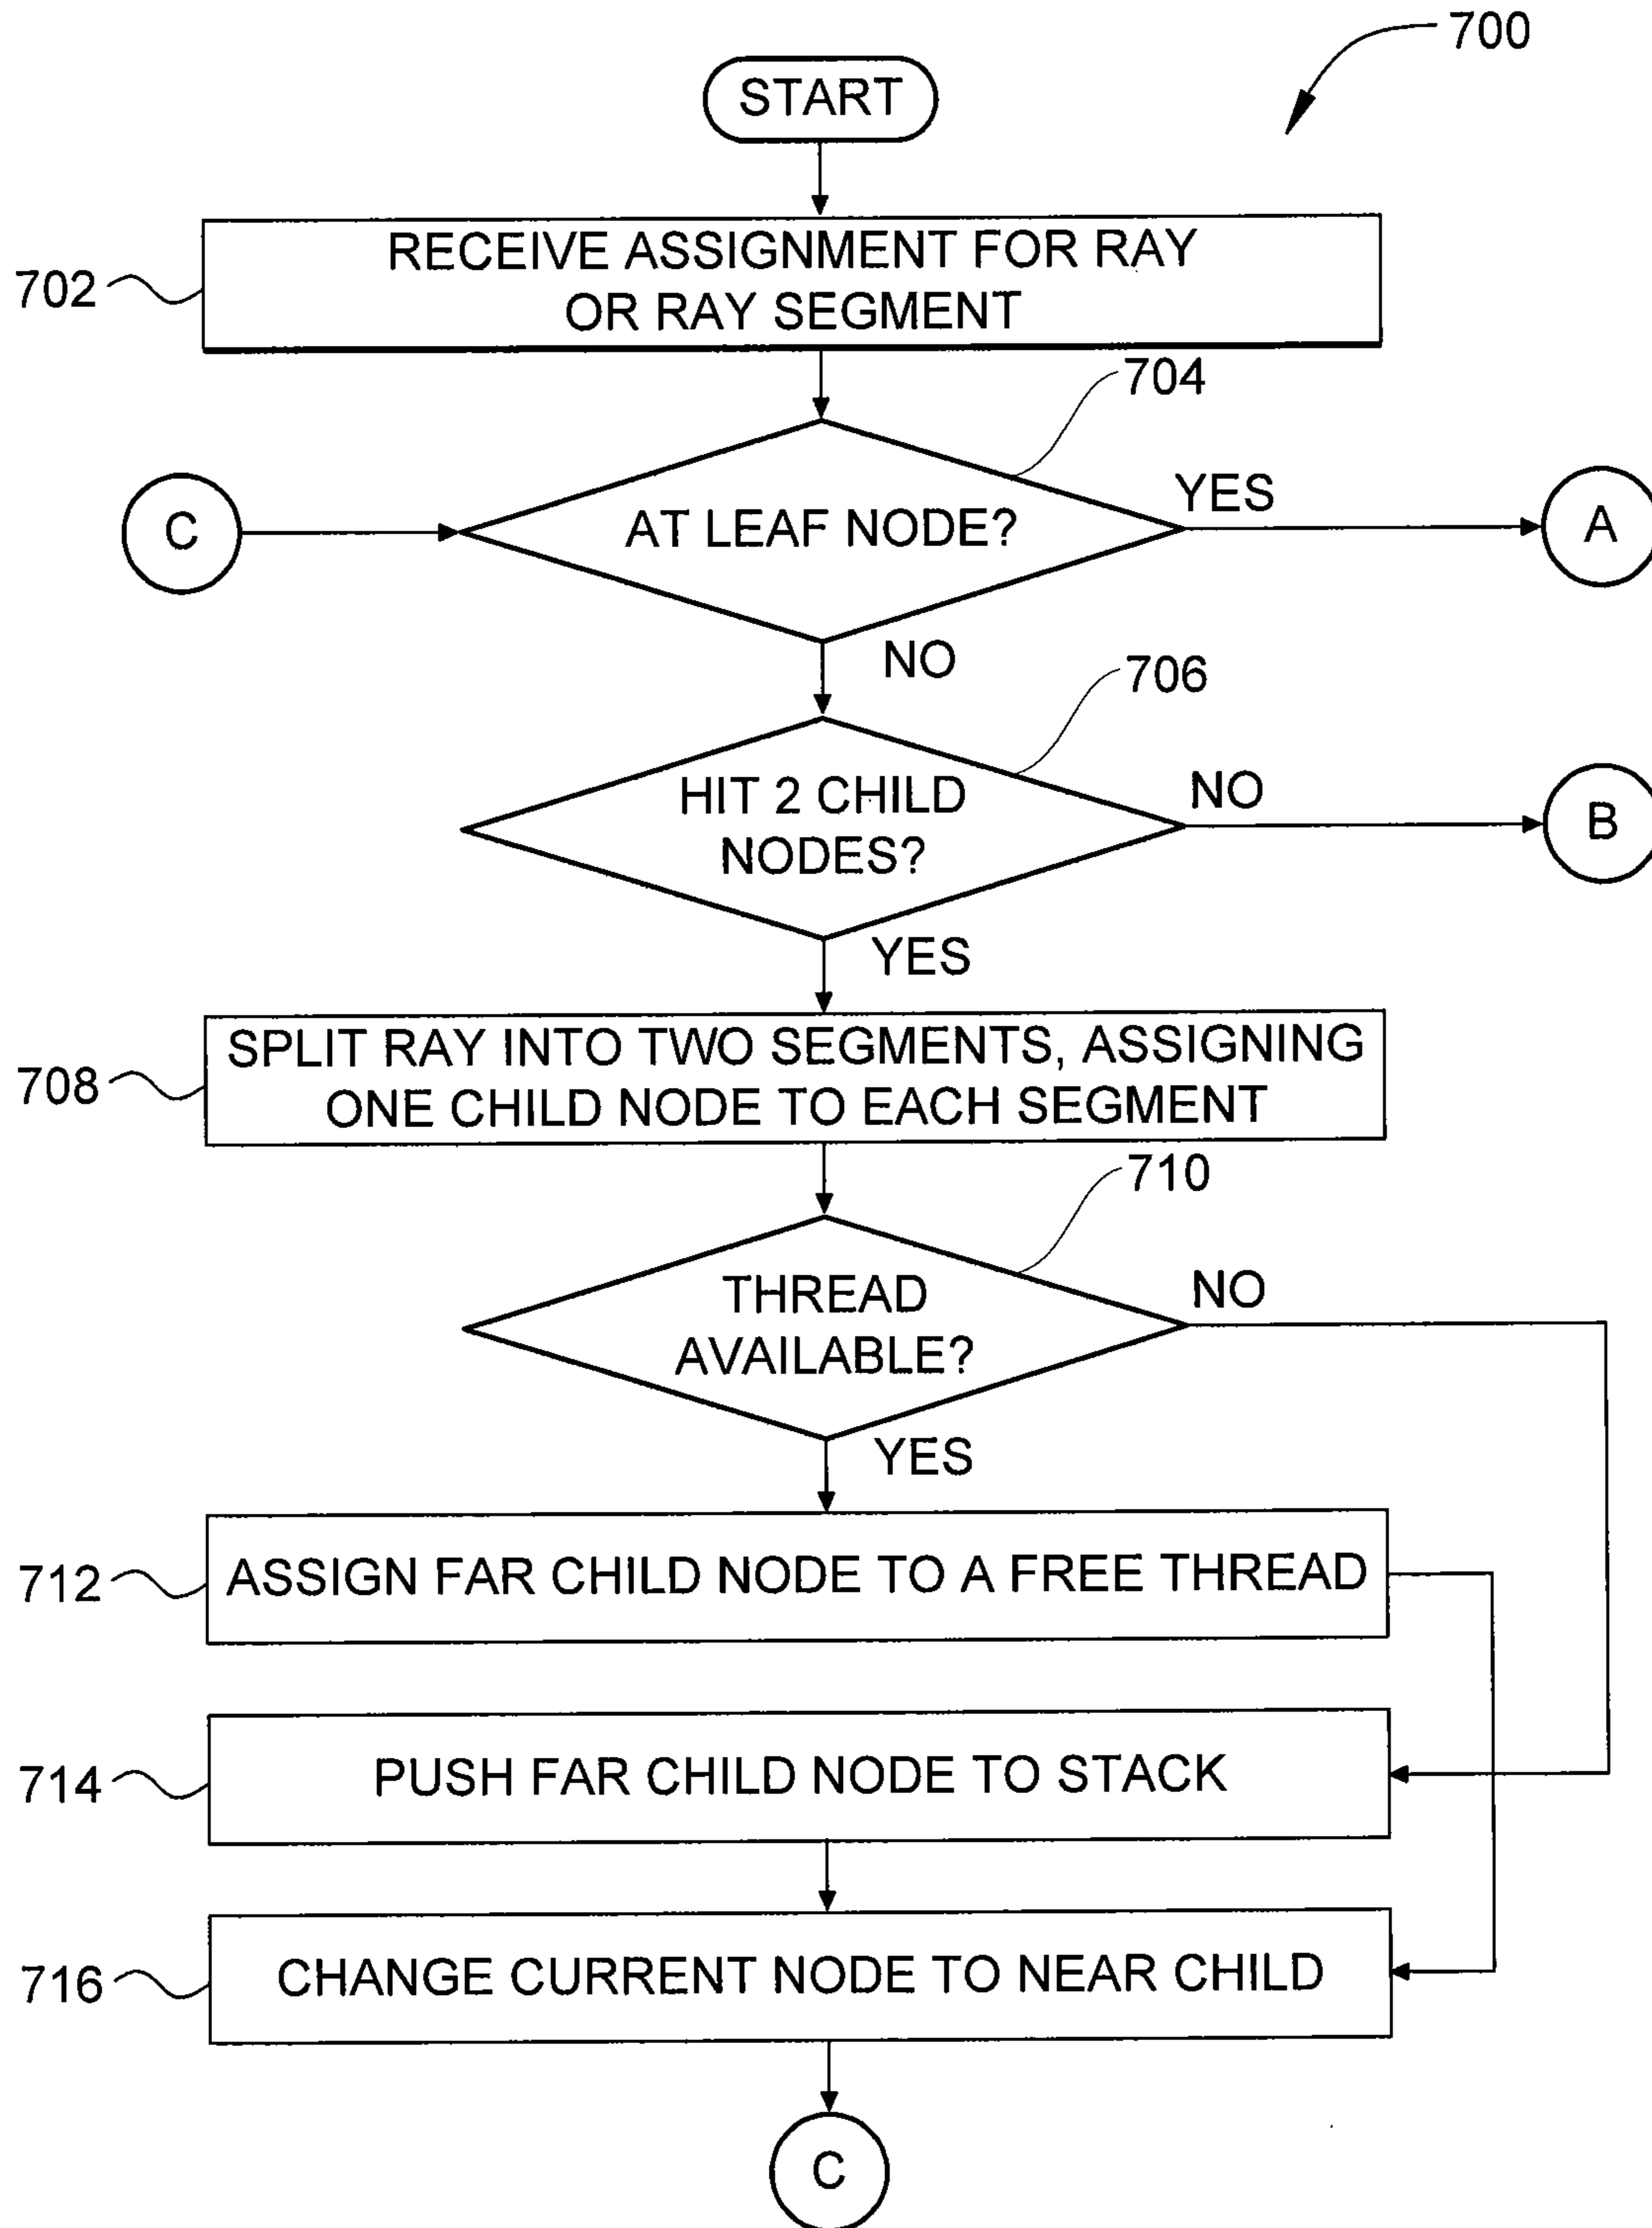 700
START
702
RECEIVE ASSIGNMENT FOR RAY
OR RAY SEGMENT
704
C
AT LEAF NODE?
YES
A
NO
706
HIT 2 CHILD
NODES?
NO
B
YES
708
SPLIT RAY INTO TWO SEGMENTS, ASSIGNING
ONE CHILD NODE TO EACH SEGMENT
710
THREAD
AVAILABLE?
NO
YES
712
ASSIGN FAR CHILD NODE TO A FREE THREAD
714
PUSH FAR CHILD NODE TO STACK
716
CHANGE CURRENT NODE TO NEAR CHILD
C